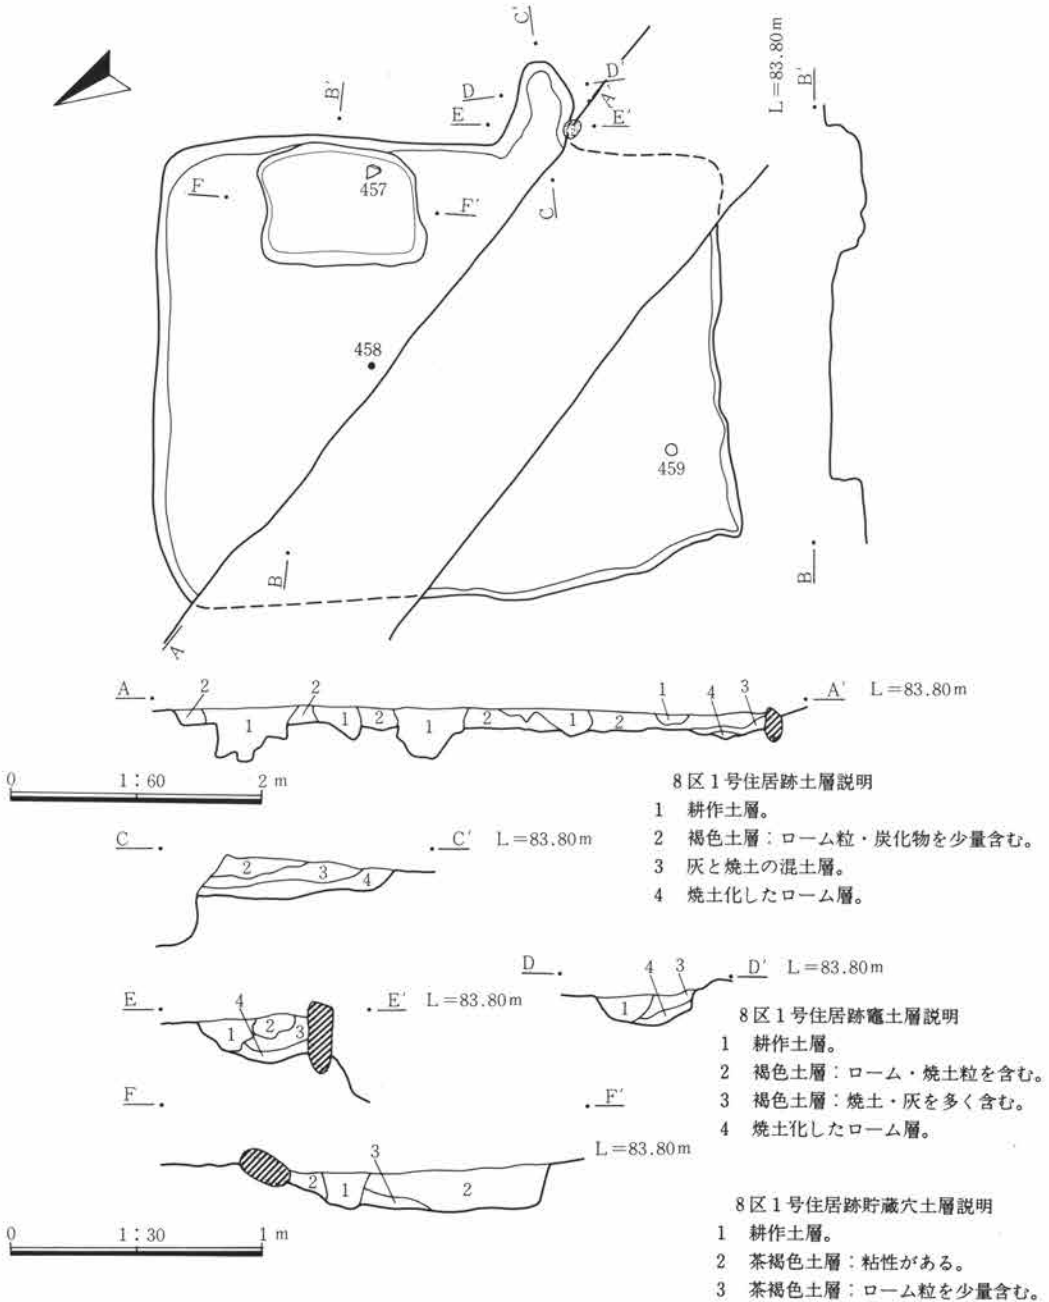 C'
L=83.80m
B'
D'
D
A'
B'
E
E'
457
F
F'
C
458
459
B
B
A
A
2
2
1
4
3
A' L=83.80m
1
1
2
1
2
1
2
0 1:60 2 m
8区1号住居跡土層説明
1 耕作土層。
2 褐色土層：ローム粒・炭化物を少量含む。
3 灰と焼土の混土層。
4 焼土化したローム層。
C
C' L=83.80m
2
3
4
D
4
3
D' L=83.80m
1
E
4
E' L=83.80m
1
2
3
8区1号住居跡竈土層説明
1 耕作土層。
2 褐色土層：ローム・焼土粒を含む。
3 褐色土層：焼土・灰を多く含む。
4 焼土化したローム層。
F
F'
L=83.80m
3
2
1
2
0 1:30 1 m
8区1号住居跡貯蔵穴土層説明
1 耕作土層。
2 茶褐色土層：粘性がある。
3 茶褐色土層：ローム粒を少量含む。